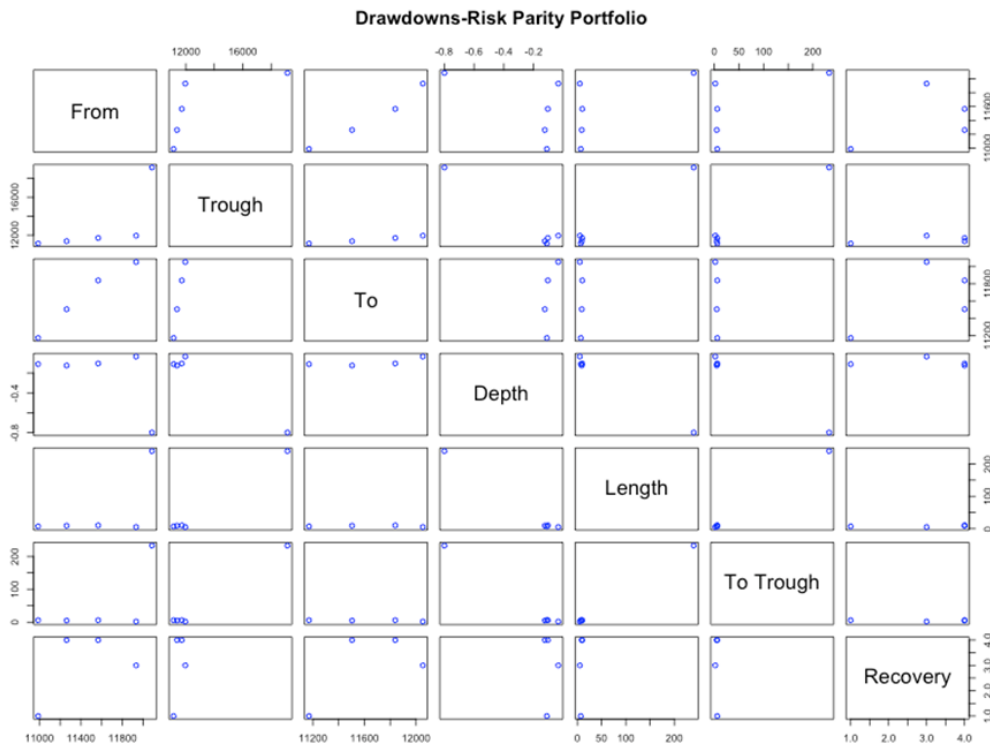 Drawdowns-Risk Parity Portfolio
12000 16000
-0.8 -0.6 -0.4 -0.2
0 50 100 200
From
11000 11600
12000 16000
Trough
To
11200 11800
-0.8 -0.4
Depth
Length
0 100 200
0 100 200
To Trough
Recovery
1.0 2.0 3.0 4.0
11000 11400 11800
11200 11600 12000
0 50 100 200
1.0 2.0 3.0 4.0